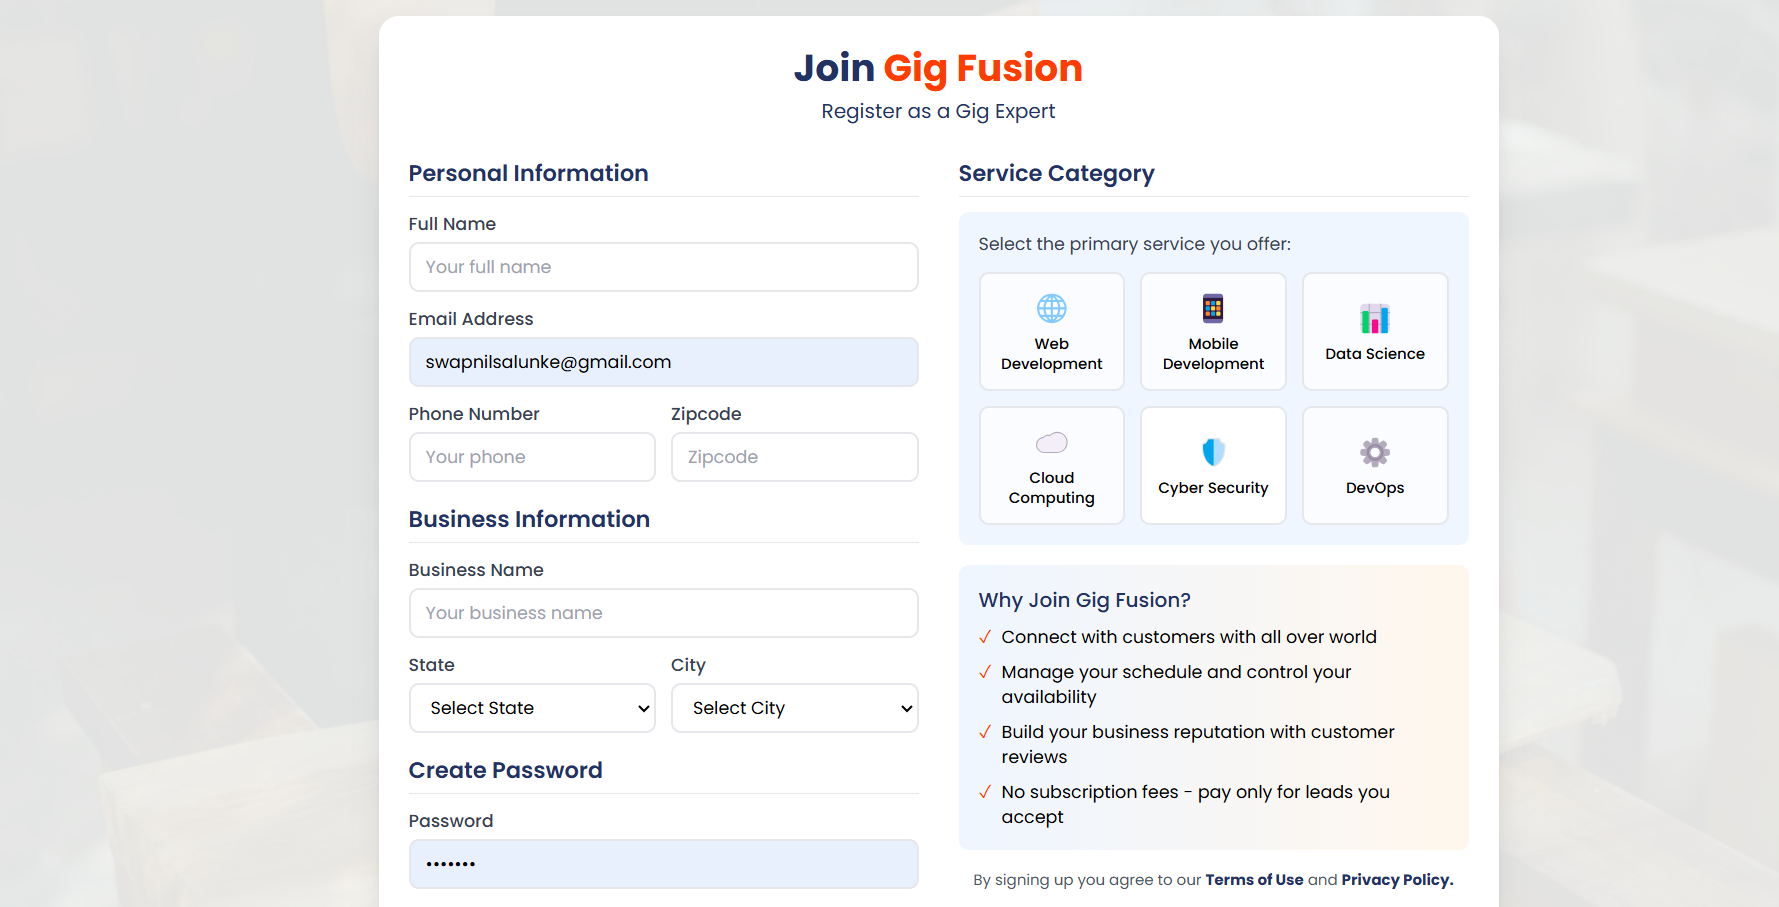 Join Gig Fusion
Register as a Gig Expert
Personal Information
Full Name
Your full name
Email Address
swapnilsalunke@gmail.com
Phone Number
Zipcode
Your phone
Zipcode
Business Information
Business Name
Your business name
State
City
Select State
Select City
Create Password
Password
•••••••
Service Category
Select the primary service you offer:
Web
Development
Mobile
Development
Data Science
Cloud
Computing
Cyber Security
DevOps
Why Join Gig Fusion?
✓ Connect with customers with all over world
✓ Manage your schedule and control your
availability
✓ Build your business reputation with customer
reviews
✓ No subscription fees - pay only for leads you
accept
By signing up you agree to our Terms of Use and Privacy Policy.